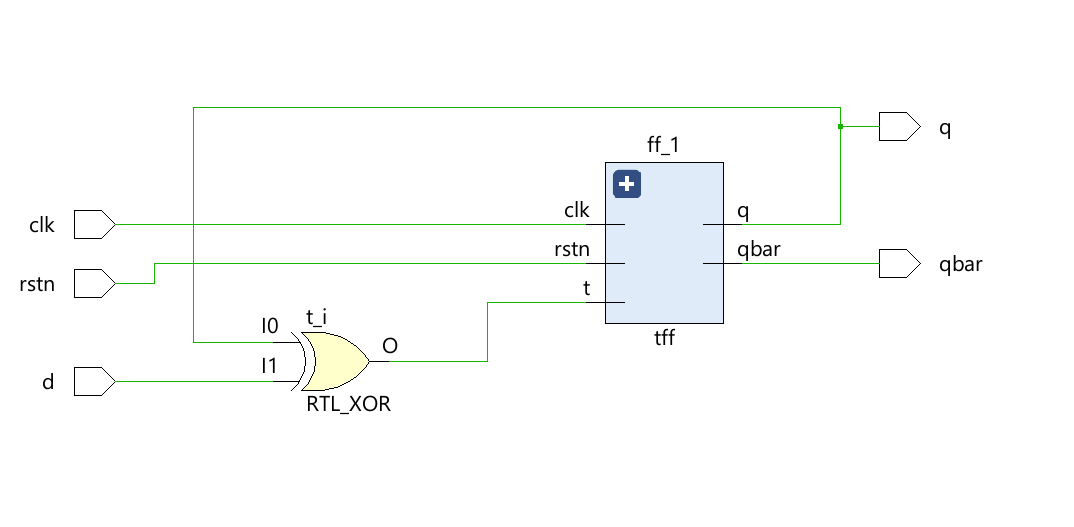 ff_1
q
clk
clk
q
rstn
rstn
qbar
qbar
t
t_i
I0
I1
O
d
RTL_XOR
tff